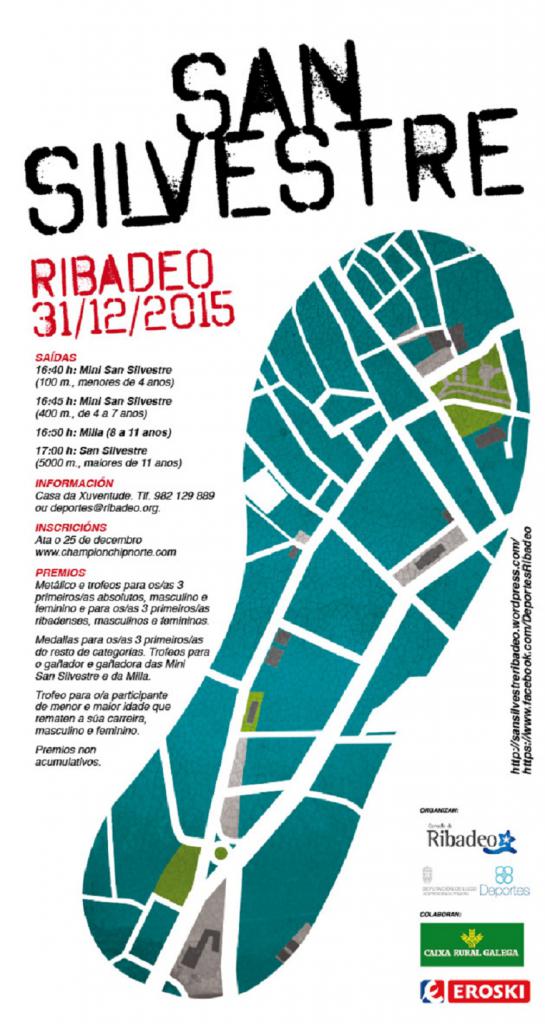 SAN
SILVESTRE
RIBADEO
31/12/2015
SAÍDAS
16:40 h: Mini San Silvestre
(100 m., menores de 4 anos)
16:45 h: Mini San Silvestre
(400 m., de 4 a 7 anos)
16:50 h: Milla (8 a 11 anos)
17:00 h: San Silvestre
(5000 m., maiores de 11 anos)
INFORMACIÓN
Casa da Xuventude. Tlf. 982 129 889
ou deportes@ribadeo.org.
INSCRICIÓNS
Ata o 25 de decembro
www.championchipnorte.com
PREMIOS
Metálico e trofeos para os/as 3
primeiros/as absolutos, masculino e
feminino e para os/as 3 primeiros/as
ribadenses, masculinos e femininos.
Medallas para os/as 3 primeiros/as
do resto de categorías. Trofeos para
o gañador e gañadora das Mini
San Silvestre e da Milla.
Trofeo para o/a participante
de menor e maior idade que
rematen a súa carreira,
masculino e feminino.
Premios non
acumulativos.
http://sansilvestreribadeo.wordpress.com/
https://www.facebook.com/DeportesRibadeo
ORGANIZAN:
Concello de
Ribadeo
DEPUTACIÓN DE LUGO
Deportes
COLABORAN:
CAIXA RURAL GALEGA
EROSKI